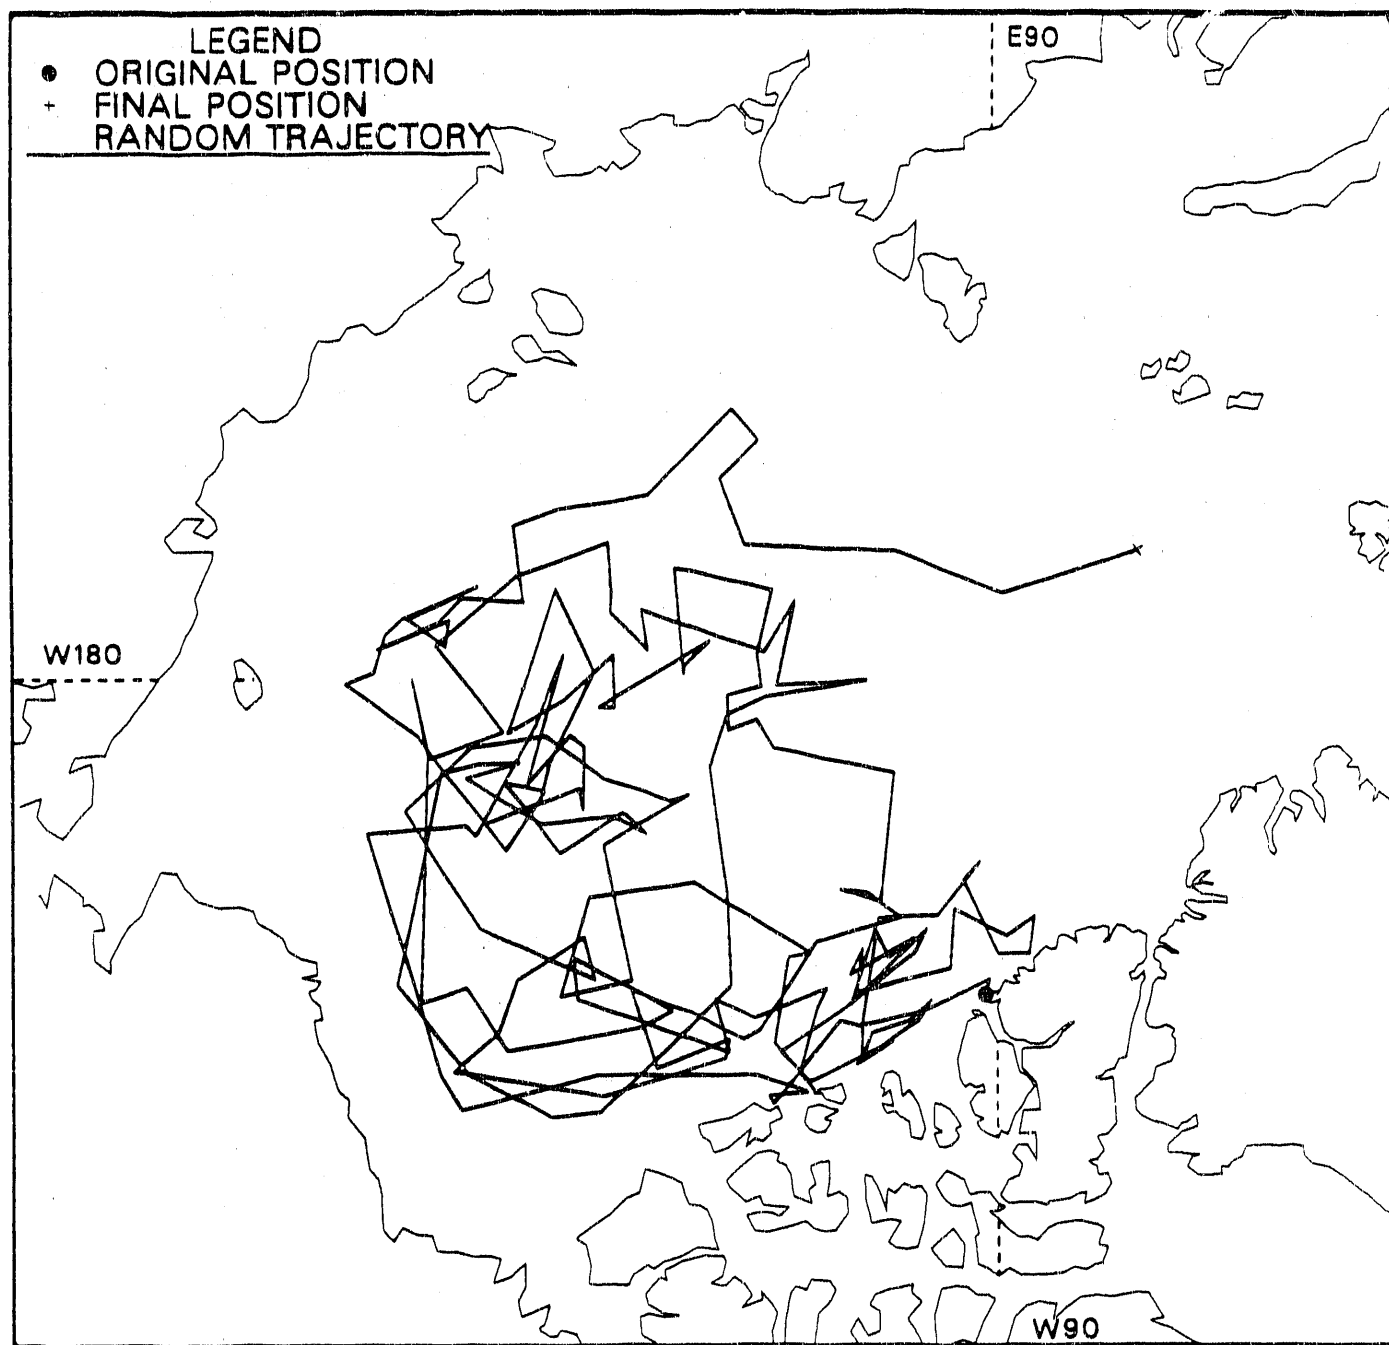 LEGEND
ORIGINAL POSITION
FINAL POSITION
RANDOM TRAJECTORY
E90
W180
W90